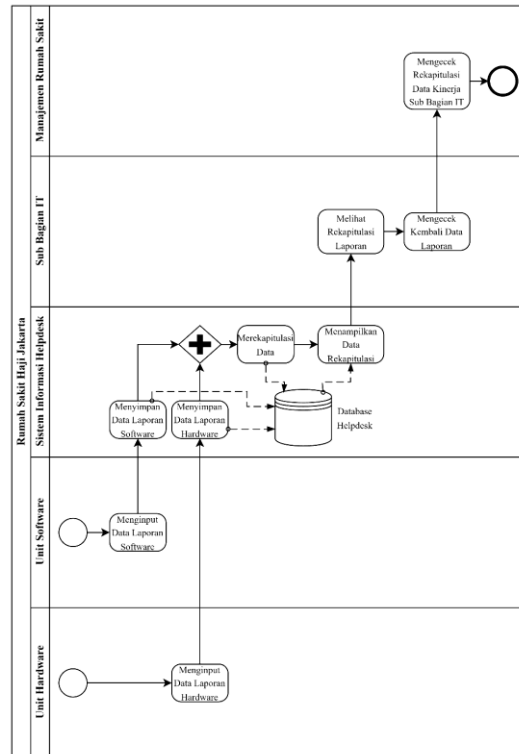 Rumah Sakit Haji Jakarta
Manajemen Rumah Sakit
Mengecek
Rekapitulasi
Data Kinerja
Sub Bagian IT
Sub Bagian IT
Melihat
Rekapitulasi
Laporan
Mengecek
Kembali Data
Laporan
Sistem Informasi Helpdesk
Merekapitulasi
Data
Menampilkan
Data
Rekapitulasi
Menyimpan
Data Laporan
Software
Menyimpan
Data Laporan
Hardware
Database
Helpdesk
Unit Software
Menginput
Data Laporan
Software
Unit Hardware
Menginput
Data Laporan
Hardware